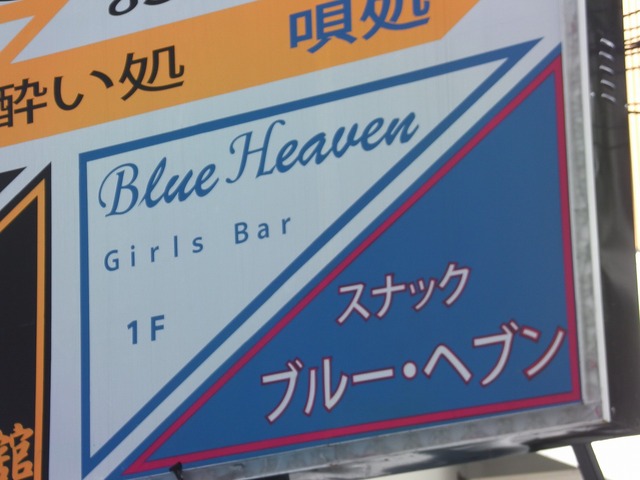 酔い処 唄処
Blue Heaven
Girls Bar
1F
スナック
ブルー・ヘブン
館